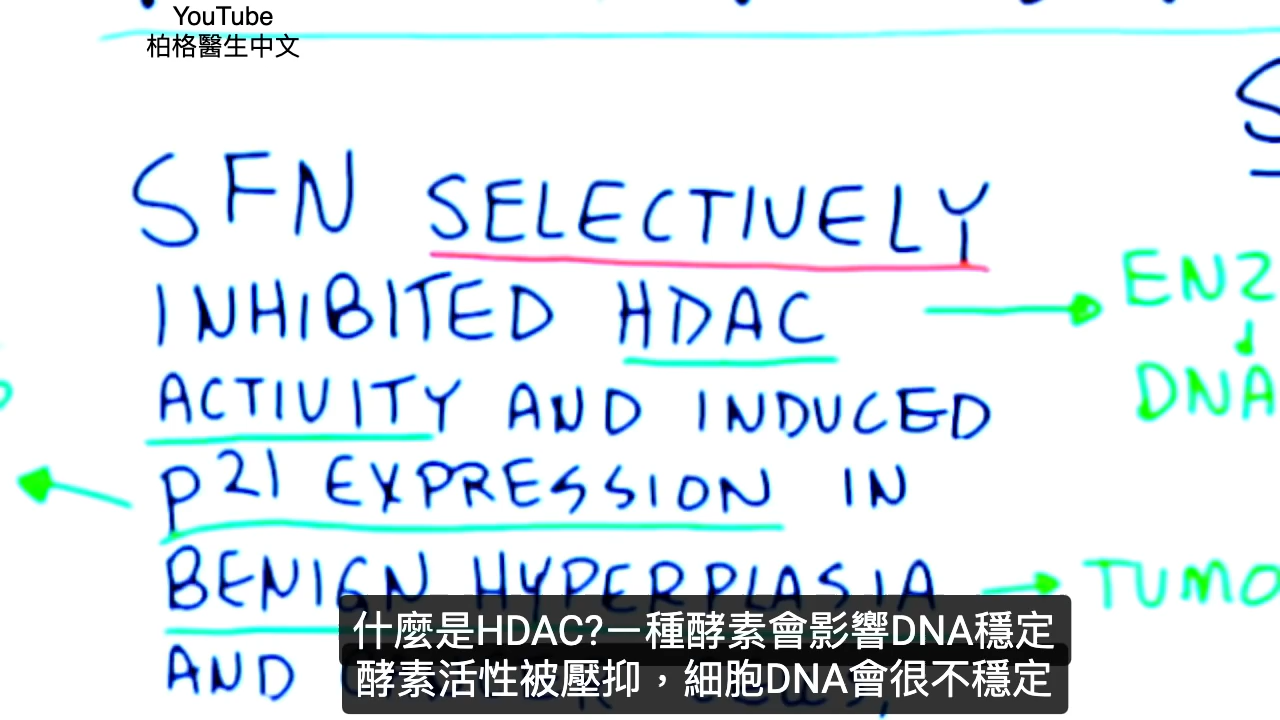 YouTube
柏格醫生中文
SFN SELECTIVELY
INHIBITED HDAC
ACTIVITY AND INDUCED
P21 EXPRESSION IN
BENIGN HYPERPLASIA
AND
ENZ
DNA
TUMO
什麼是HDAC?一種酵素會影響DNA穩定
酵素活性被壓抑，細胞DNA會很不穩定